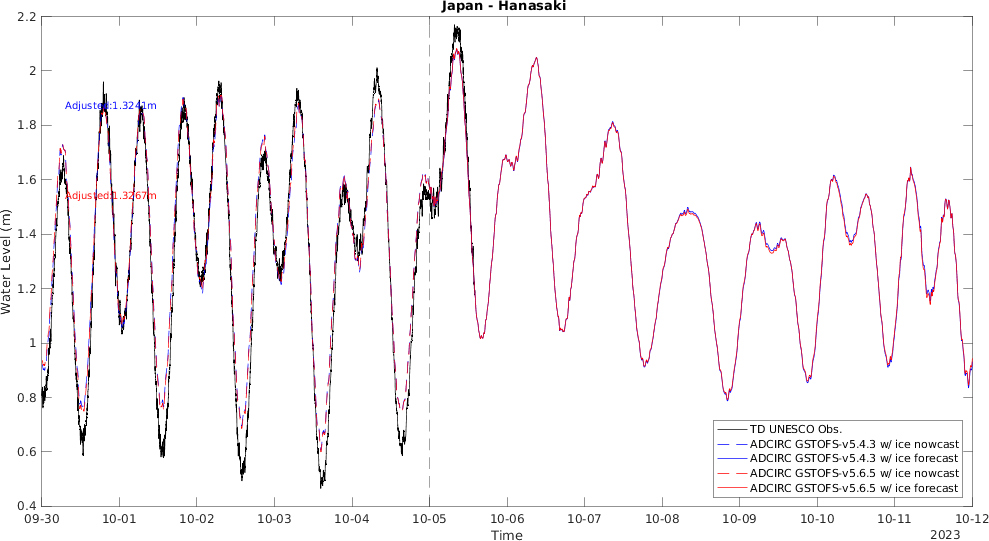 Japan - Hanasaki
Water Level (m)
2.2
2
1.8
1.6
1.4
1.2
1
0.8
0.6
0.4
Adjusted:1.3241m
Adjusted:1.3267m
TD UNESCO Obs.
ADCIRC GSTOFS-v5.4.3 w/ ice nowcast
ADCIRC GSTOFS-v5.4.3 w/ ice forecast
ADCIRC GSTOFS-v5.6.5 w/ ice nowcast
ADCIRC GSTOFS-v5.6.5 w/ ice forecast
09-30 10-01 10-02 10-03 10-04 10-05 10-06 10-07 10-08 10-09 10-10 10-11 10-12
Time
2023